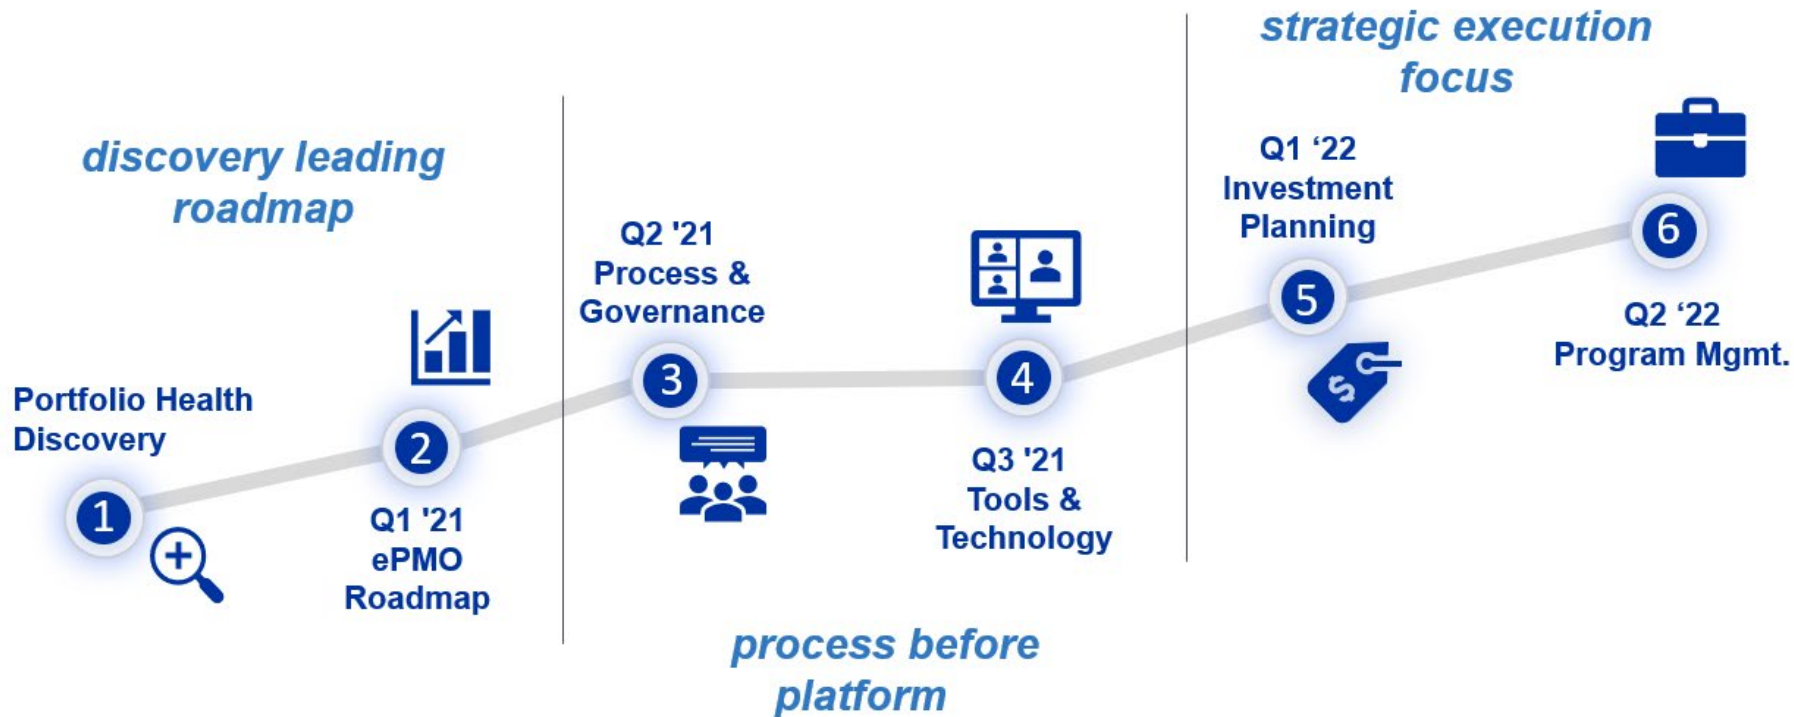 discovery leading
roadmap
1
Portfolio Health
Discovery
2
Q1 '21
ePMO
Roadmap
process before
platform
3
Q2 '21
Process &
Governance
4
Q3 '21
Tools &
Technology
strategic execution
focus
5
Q1 ‘22
Investment
Planning
$
6
Q2 ‘22
Program Mgmt.